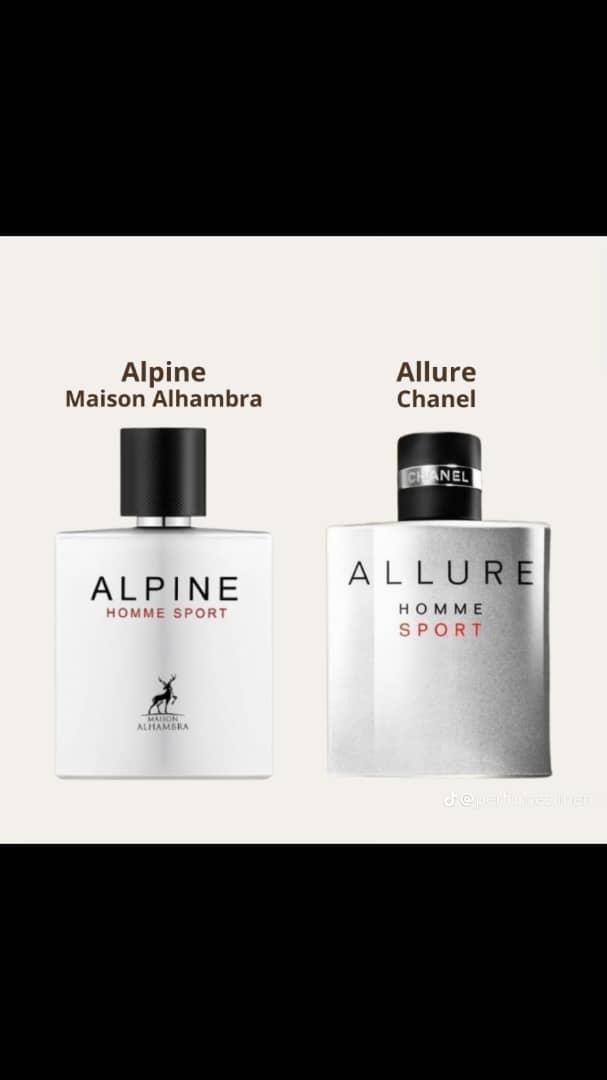 Alpine
Maison Alhambra
Allure
Chanel
CHANEL
ALPINE
HOMME SPORT
MAISON
ALHAMBRA
ALLURE
HOMME
SPORT